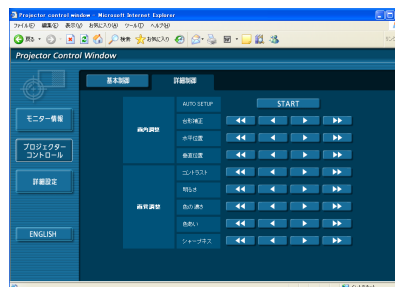 Projector control window - Microsoft Internet Explorer
ファイル(F) 編集(E) 表示(V) お気に入り(A) ツール(T) ヘルプ(H)
戻る 検索 お気に入り
Projector Control Window
基本制御 詳細制御
モニター情報
プロジェクター
コントロール
詳細設定
ENGLISH
画内調整
AUTO SETUP START
台形補正
水平位置
垂直位置
画質調整
コントラスト
明るさ
色の濃さ
色あい
シャープネス